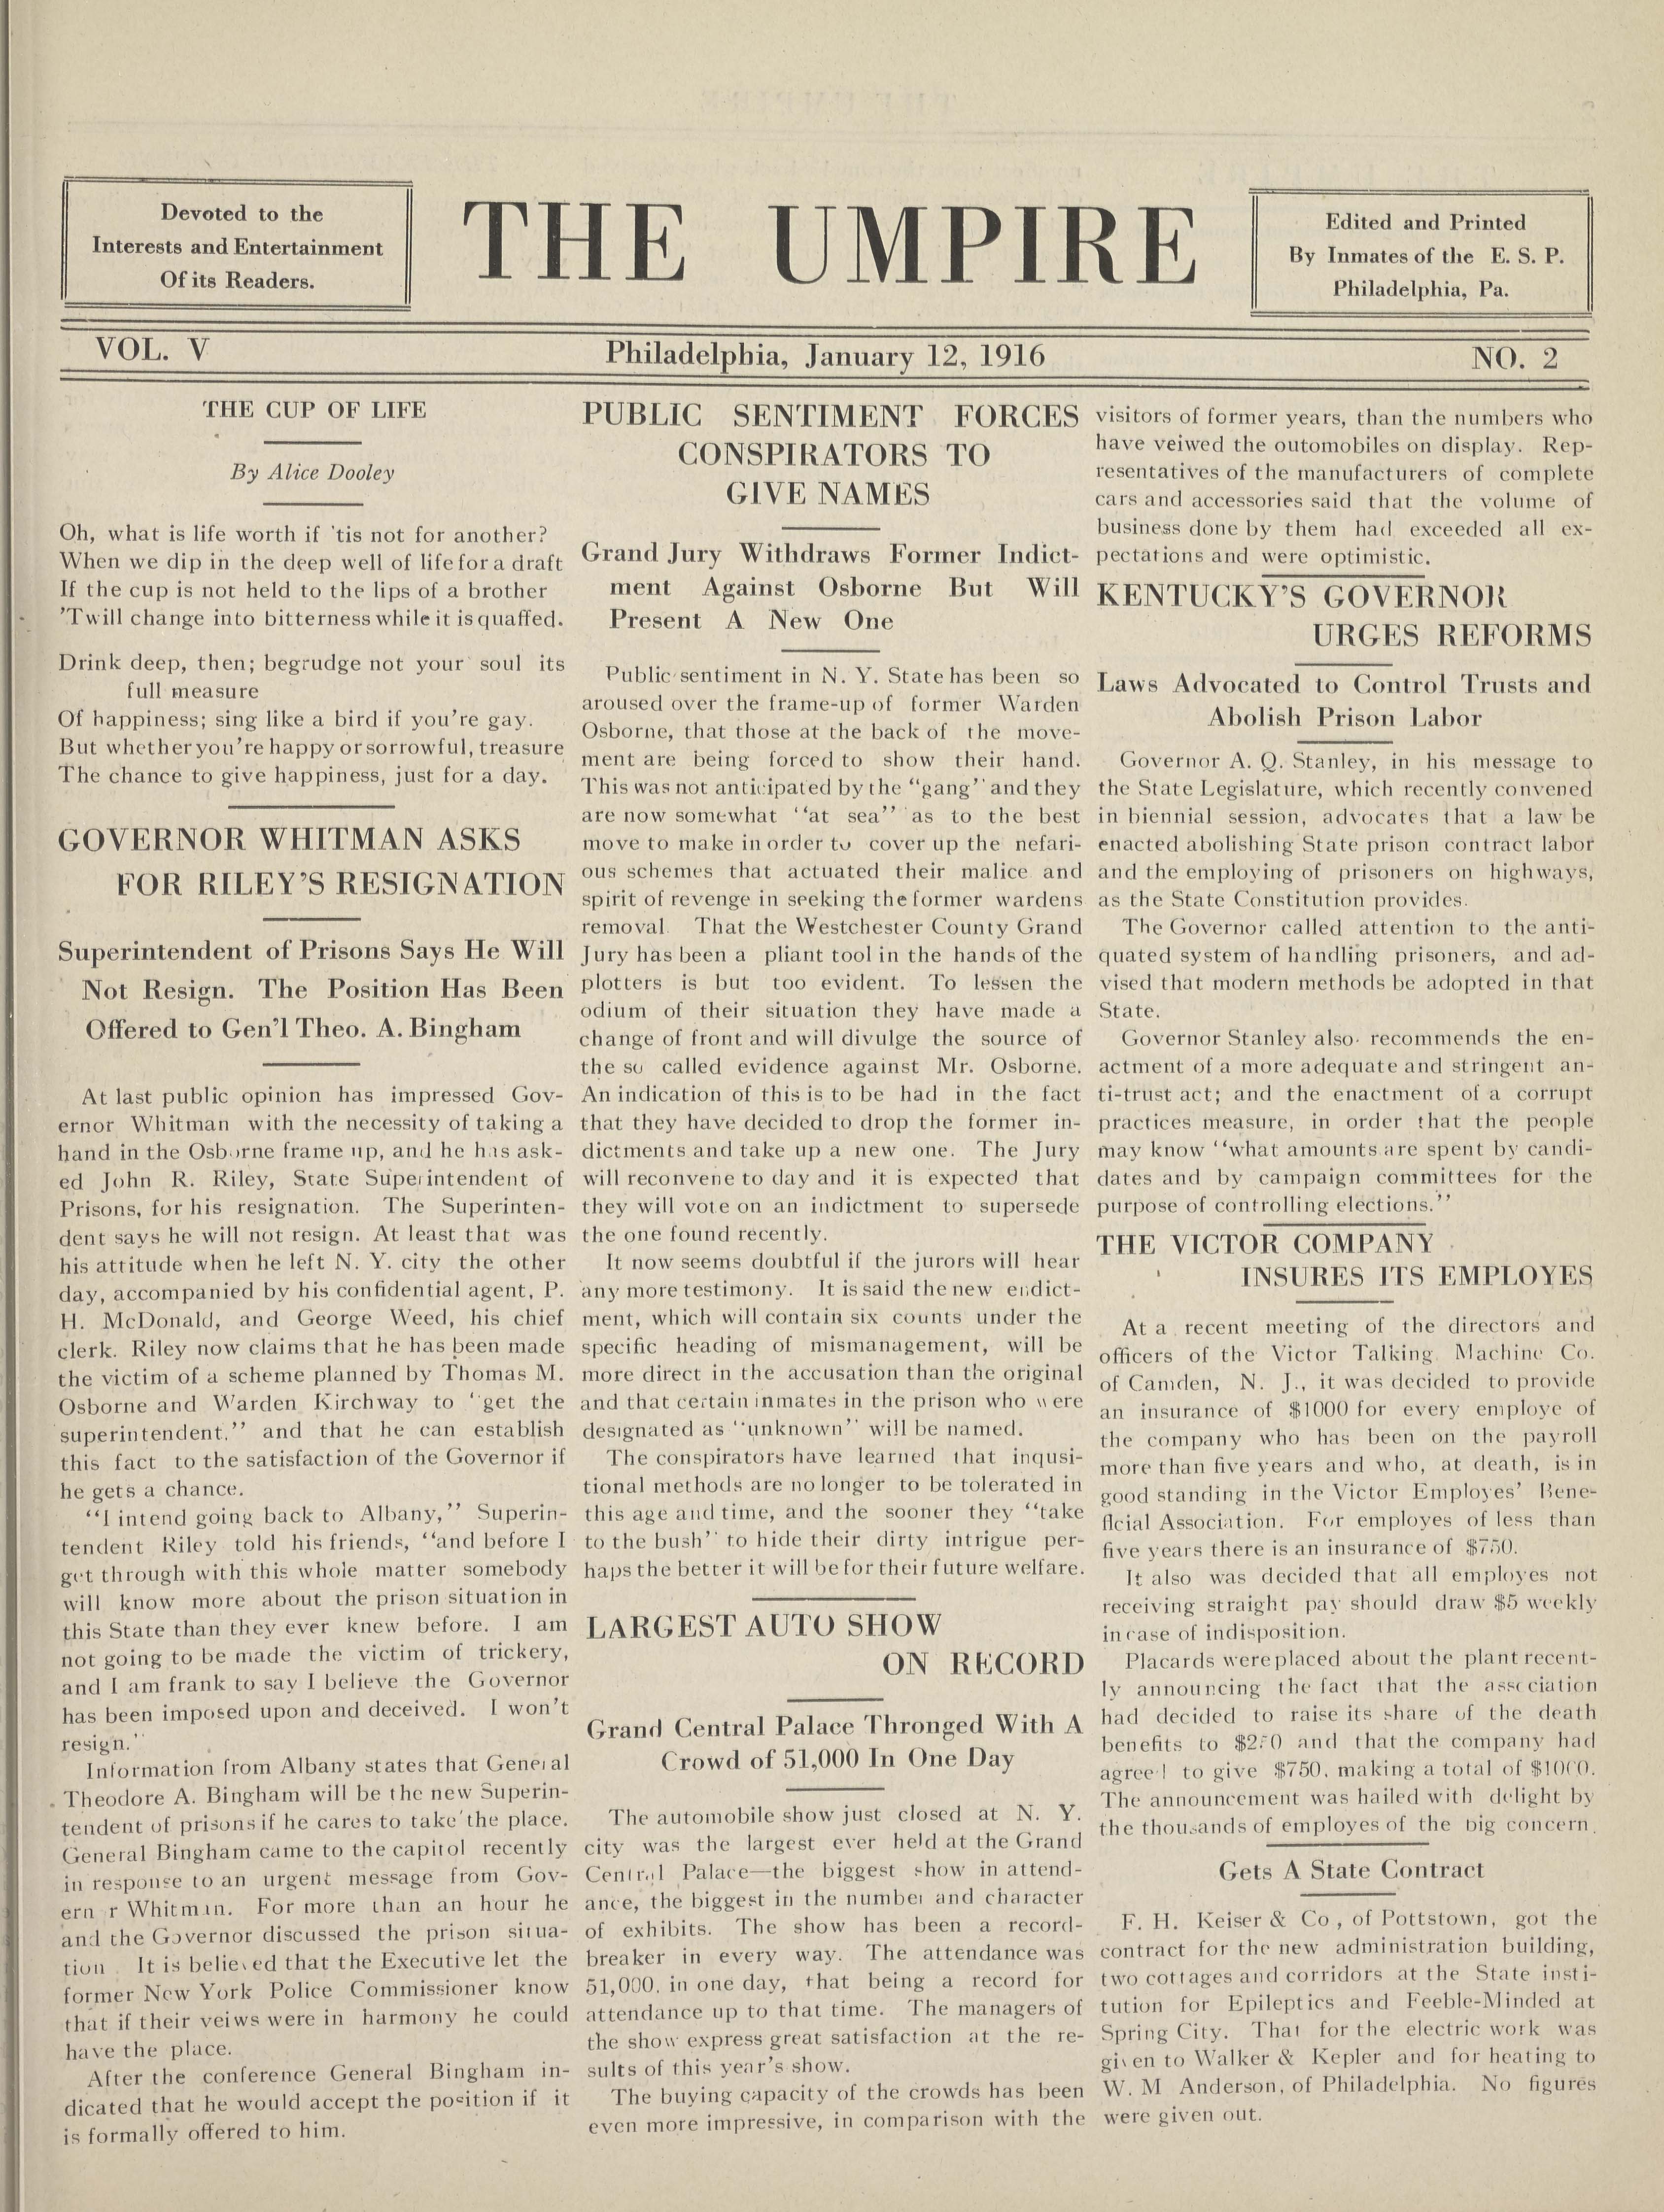 Devoted to the
Interests and Entertainment
Of its Readers.
THE UMPIRE
Edited and Printed
By Inmates of the E. S. P.
Philadelphia, Pa.
VOL. V
Philadelphia, January 12, 1916
NO. 2
THE CUP OF LIFE
By Alice Dooley
Oh, what is life worth if 'tis not for another?
When we dip in the deep well of life for a draft
If the cup is not held to the lips of a brother
'Twill change into bitterness while it is quaffed.
Drink deep, then; begrudge not your soul its
full measure
Of happiness; sing like a bird if you're gay.
But whether you're happy or sorrowful, treasure
The chance to give happiness, just for a day.
GOVERNOR WHITMAN ASKS
FOR RILEY'S RESIGNATION
Superintendent of Prisons Says He Will
Not Resign. The Position Has Been
Offered to Gen'l Theo. A. Bingham
At last public opinion has impressed Gov-
ernor Whitman with the necessity of taking a
hand in the Osborne frame up, and he has ask-
ed John R. Riley, State Superintendent of
Prisons, for his resignation. The Superinten-
dent says he will not resign. At least that was
his attitude when he left N. Y. city the other
day, accompanied by his confidential agent, P.
H. McDonald, and George Weed, his chief
clerk. Riley now claims that he has been made
the victim of a scheme planned by Thomas M.
Osborne and Warden Kirchway to "get the
superintendent," and that he can establish
this fact to the satisfaction of the Governor if
he gets a chance.
"I intend going back to Albany," Superin-
tendent Riley told his friends, "and before I
get through with this whole matter somebody
will know more about the prison situation in
this State than they ever knew before. I am
not going to be made the victim of trickery,
and I am frank to say I believe the Governor
has been imposed upon and deceived. I won't
resign."
Information from Albany states that General
Theodore A. Bingham will be the new Superin-
tendent of prisons if he cares to take the place.
General Bingham came to the capitol recently
in response to an urgent message from Gov-
ern r Whitman. For more than an hour he
and the Governor discussed the prison situa-
tion. It is believed that the Executive let the
former New York Police Commissioner know
that if their veiws were in harmony he could
have the place.
After the conference General Bingham in-
dicated that he would accept the position if it
is formally offered to him.
PUBLIC SENTIMENT FORCES
CONSPIRATORS TO
GIVE NAMES
Grand Jury Withdraws Former Indict-
ment Against Osborne But Will
Present A New One
Public sentiment in N. Y. State has been so
aroused over the frame-up of former Warden
Osborne, that those at the back of the move-
ment are being forced to show their hand.
This was not anticipated by the "gang" and they
are now somewhat "at sea" as to the best
move to make in order to cover up the nefari-
ous schemes that actuated their malice and
spirit of revenge in seeking the former wardens
removal. That the Westchester County Grand
Jury has been a pliant tool in the hands of the
plotters is but too evident. To lessen the
odium of their situation they have made a
change of front and will divulge the source of
the so called evidence against Mr. Osborne.
An indication of this is to be had in the fact
that they have decided to drop the former in-
dictments and take up a new one. The Jury
will reconvene to day and it is expected that
they will vote on an indictment to supersede
the one found recently.
It now seems doubtful if the jurors will hear
any more testimony. It is said the new endict-
ment, which will contain six counts under the
specific heading of mismanagement, will be
more direct in the accusation than the original
and that certain inmates in the prison who were
designated as "unknown" will be named.
The conspirators have learned that inqusi-
tional methods are no longer to be tolerated in
this age and time, and the sooner they "take
to the bush" to hide their dirty intrigue per-
haps the better it will be for their future welfare.
LARGEST AUTO SHOW
ON RECORD
Grand Central Palace Thronged With A
Crowd of 51,000 In One Day
The automobile show just closed at N. Y.
city was the largest ever held at the Grand
Central Palace—the biggest show in attend-
ance, the biggest in the number and character
of exhibits. The show has been a record-
breaker in every way. The attendance was
51,000, in one day, that being a record for
attendance up to that time. The managers of
the show express great satisfaction at the re-
sults of this year's show.
The buying capacity of the crowds has been
even more impressive, in comparison with the
visitors of former years, than the numbers who
have veiwed the outomobiles on display. Rep-
resentatives of the manufacturers of complete
cars and accessories said that the volume of
business done by them had exceeded all ex-
pectations and were optimistic.
KENTUCKY'S GOVERNOR
URGES REFORMS
Laws Advocated to Control Trusts and
Abolish Prison Labor
Governor A. Q. Stanley, in his message to
the State Legislature, which recently convened
in biennial session, advocates that a law be
enacted abolishing State prison contract labor
and the employing of prisoners on highways,
as the State Constitution provides.
The Governor called attention to the anti-
quated system of handling prisoners, and ad-
vised that modern methods be adopted in that
State.
Governor Stanley also recommends the en-
actment of a more adequate and stringent an-
ti-trust act; and the enactment of a corrupt
practices measure, in order that the people
may know "what amounts are spent by candi-
dates and by campaign committees for the
purpose of controlling elections."
THE VICTOR COMPANY
INSURES ITS EMPLOYES
At a recent meeting of the directors and
officers of the Victor Talking Machine Co.
of Camden, N. J., it was decided to provide
an insurance of $1000 for every employe of
the company who has been on the payroll
more than five years and who, at death, is in
good standing in the Victor Employes' Bene-
ficial Association. For employes of less than
five years there is an insurance of $750.
It also was decided that all employes not
receiving straight pay should draw $5 weekly
in case of indisposition.
Placards were placed about the plant recent-
ly announcing the fact that the association
had decided to raise its share of the death
benefits to $250 and that the company had
agreed to give $750, making a total of $1000.
The announcement was hailed with delight by
the thousands of employes of the big concern.
Gets A State Contract
F. H. Keiser & Co, of Pottstown, got the
contract for the new administration building,
two cottages and corridors at the State insti-
tution for Epileptics and Feeble-Minded at
Spring City. That for the electric work was
given to Walker & Kepler and for heating to
W. M Anderson, of Philadelphia. No figures
were given out.